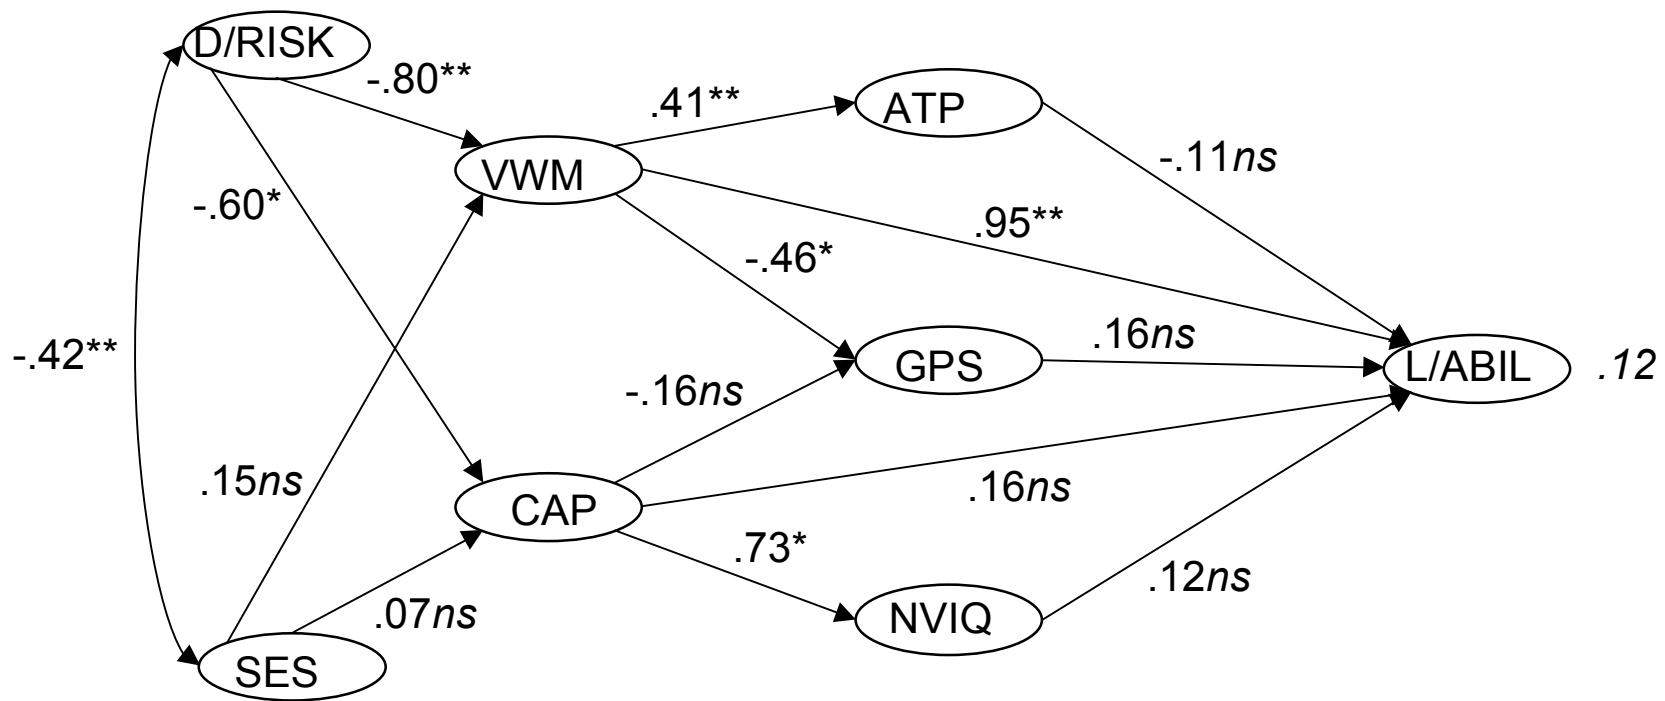 D/RISK
-.80**
.41**
ATP
-.11ns
VWM
-.60*
.95**
-.46*
-.42**
.16ns
GPS
L/ABIL
.12
-.16ns
.15ns
.16ns
CAP
.73*
.12ns
.07ns
NVIQ
SES